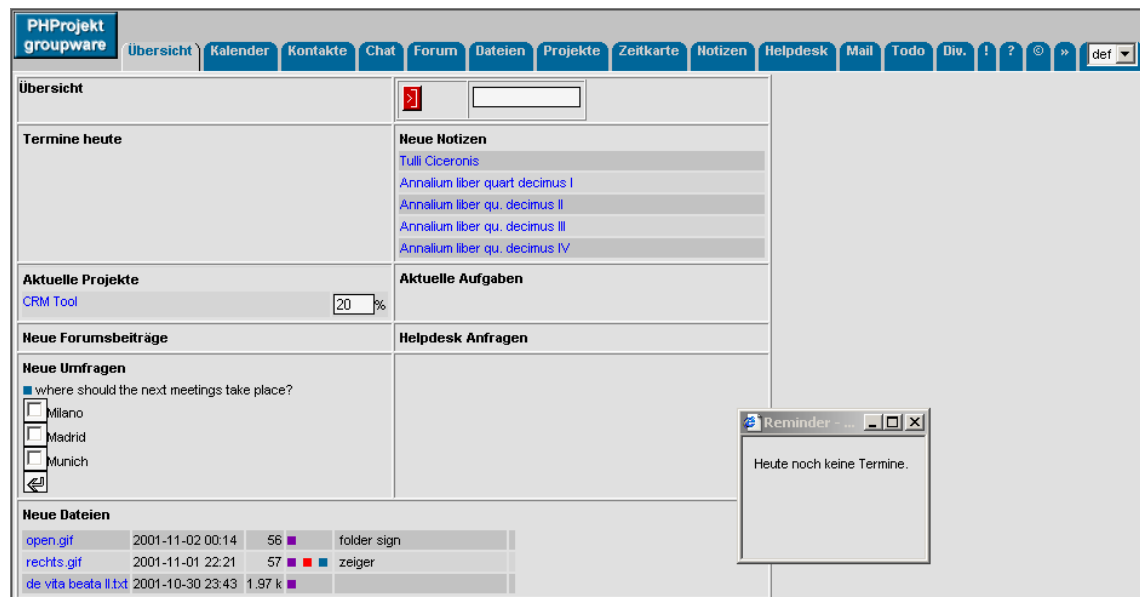 PHProjekt
groupware
Übersicht Kalender Kontakte Chat Forum Dateien Projekte Zeitkarte Notizen Helpdesk Mail Todo Div. ! ? © » def
Übersicht
Termine heute
Neue Notizen
Tulli Ciceronis
Annalium liber quart decimus I
Annalium liber qu. decimus II
Annalium liber qu. decimus III
Annalium liber qu. decimus IV
Aktuelle Projekte
CRM Tool 20 %
Aktuelle Aufgaben
Neue Forumsbeiträge
Helpdesk Anfragen
Neue Umfragen
where should the next meetings take place?
Milano
Madrid
Munich
Reminder - ...
Heute noch keine Termine.
Neue Dateien
open.gif 2001-11-02 00:14 56 folder sign
rechts.gif 2001-11-01 22:21 57 zeiger
de vita beata II.txt 2001-10-30 23:43 1.97 k